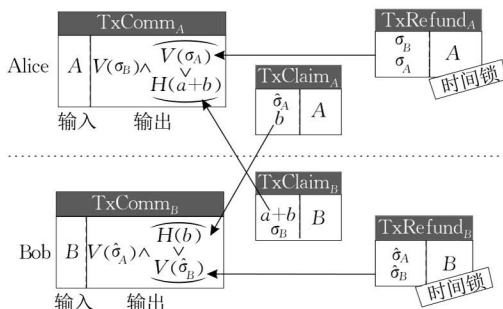 TxComm_A
TxRefund_A
Alice
A
V(σ_B)∧
V(σ_A)
∨
H(a+b)
σ_B
σ_A
A
时间锁
TxClaim_A
σ̂_A
b
A
输入
输出
TxClaim_B
a+b
σ_B
B
TxComm_B
TxRefund_B
Bob
B
V(σ̂_A)∧
H(b)
∨
V(σ̂_B)
σ̂_A
σ̂_B
B
时间锁
输入
输出